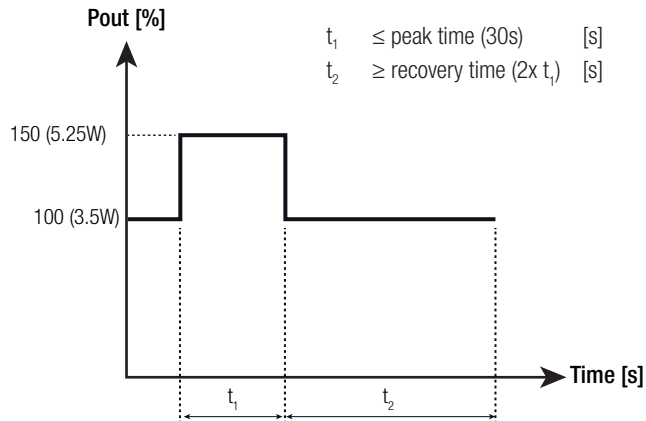 Pout [%]
t₁ ≤ peak time (30s) [s]
t₂ ≥ recovery time (2x t₁) [s]
150 (5.25W)
100 (3.5W)
Time [s]
t₁ t₂